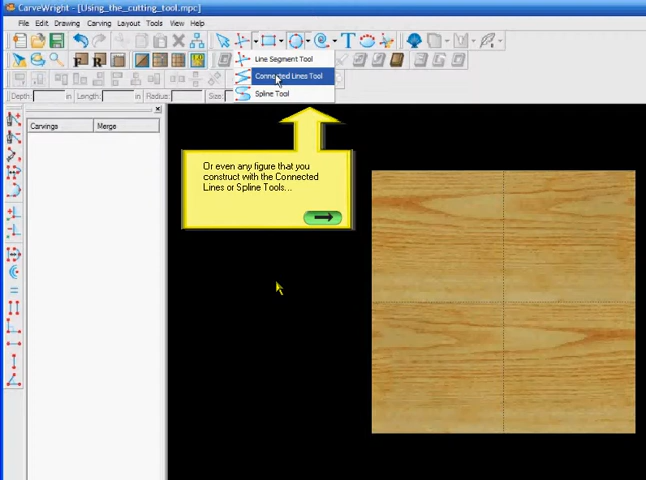 CarveWright - [Using_the_cutting_tool.mpc]
File Edit Drawing Carving Layout Tools View Help
Line Segment Tool
Connected Lines Tool
Spline Tool
Depth: in Width: in Radius: in Size:
Carvings Merge
Or even any figure that you
construct with the Connected
Lines or Spline Tools...